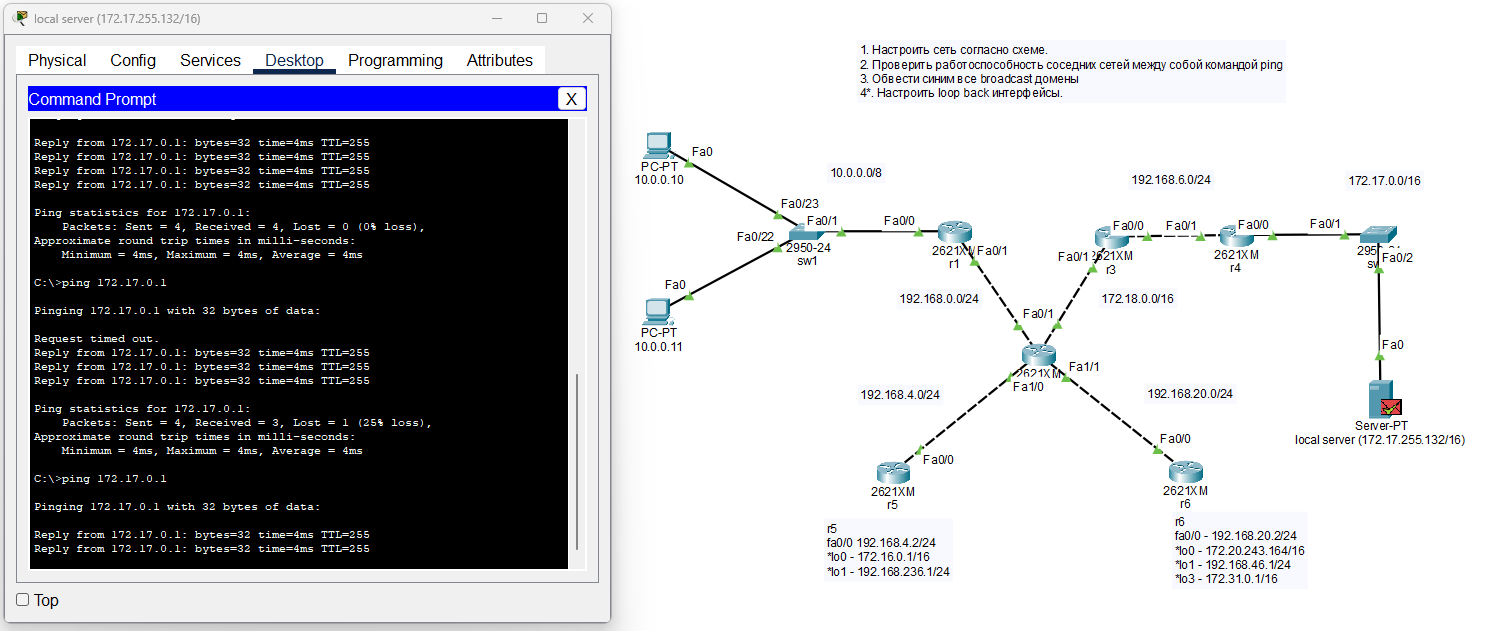 local server (172.17.255.132/16)
Physical Config Services Desktop Programming Attributes
Command Prompt
X
Reply from 172.17.0.1: bytes=32 time=4ms TTL=255
Reply from 172.17.0.1: bytes=32 time=4ms TTL=255
Reply from 172.17.0.1: bytes=32 time=4ms TTL=255
Reply from 172.17.0.1: bytes=32 time=4ms TTL=255
Ping statistics for 172.17.0.1:
Packets: Sent = 4, Received = 4, Lost = 0 (0% loss),
Approximate round trip times in milli-seconds:
Minimum = 4ms, Maximum = 4ms, Average = 4ms
C:\>ping 172.17.0.1
Pinging 172.17.0.1 with 32 bytes of data:
Request timed out.
Reply from 172.17.0.1: bytes=32 time=4ms TTL=255
Reply from 172.17.0.1: bytes=32 time=4ms TTL=255
Reply from 172.17.0.1: bytes=32 time=4ms TTL=255
Ping statistics for 172.17.0.1:
Packets: Sent = 4, Received = 3, Lost = 1 (25% loss),
Approximate round trip times in milli-seconds:
Minimum = 4ms, Maximum = 4ms, Average = 4ms
C:\>ping 172.17.0.1
Pinging 172.17.0.1 with 32 bytes of data:
Reply from 172.17.0.1: bytes=32 time=4ms TTL=255
Reply from 172.17.0.1: bytes=32 time=4ms TTL=255
Top
1. Настроить сеть согласно схеме.
2. Проверить работоспособность соседних сетей между собой командой ping
3. Обвести синим все broadcast домены
4*. Настроить loop back интерфейсы.
Fa0
PC-PT
10.0.0.10
10.0.0.0/8
192.168.6.0/24
172.17.0.0/16
Fa0/23
Fa0/1
Fa0/22
2950-24
sw1
Fa0/0
2621XM
r1
Fa0/1
Fa0/0
Fa0/1
2621XM
r3
Fa0/1
Fa0/0
2621XM
r4
Fa0/1
Fa0/2
Fa0
PC-PT
10.0.0.11
192.168.0.0/24
172.18.0.0/16
Fa0/1
2621XM
Fa1/0
Fa1/1
Fa0
Server-PT
local server (172.17.255.132/16)
192.168.4.0/24
192.168.20.0/24
Fa0/0
2621XM
r5
Fa0/0
2621XM
r6
r5
fa0/0 192.168.4.2/24
*lo0 - 172.16.0.1/16
*lo1 - 192.168.236.1/24
r6
fa0/0 - 192.168.20.2/24
*lo0 - 172.20.243.164/16
*lo1 - 192.168.46.1/24
*lo3 - 172.31.0.1/16